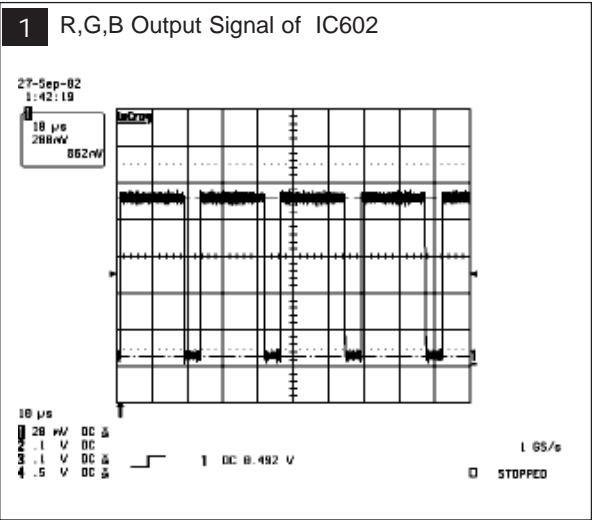 1 R,G,B Output Signal of IC602
27-Sep-02
1:42:19
10 µs
200mV
862mV
LeCroy
1
10 µs
1 20 mV DC
2 .1 V DC
3 .1 V DC
4 .5 V DC
1 DC 0.492 V
1 GS/s
STOPPED